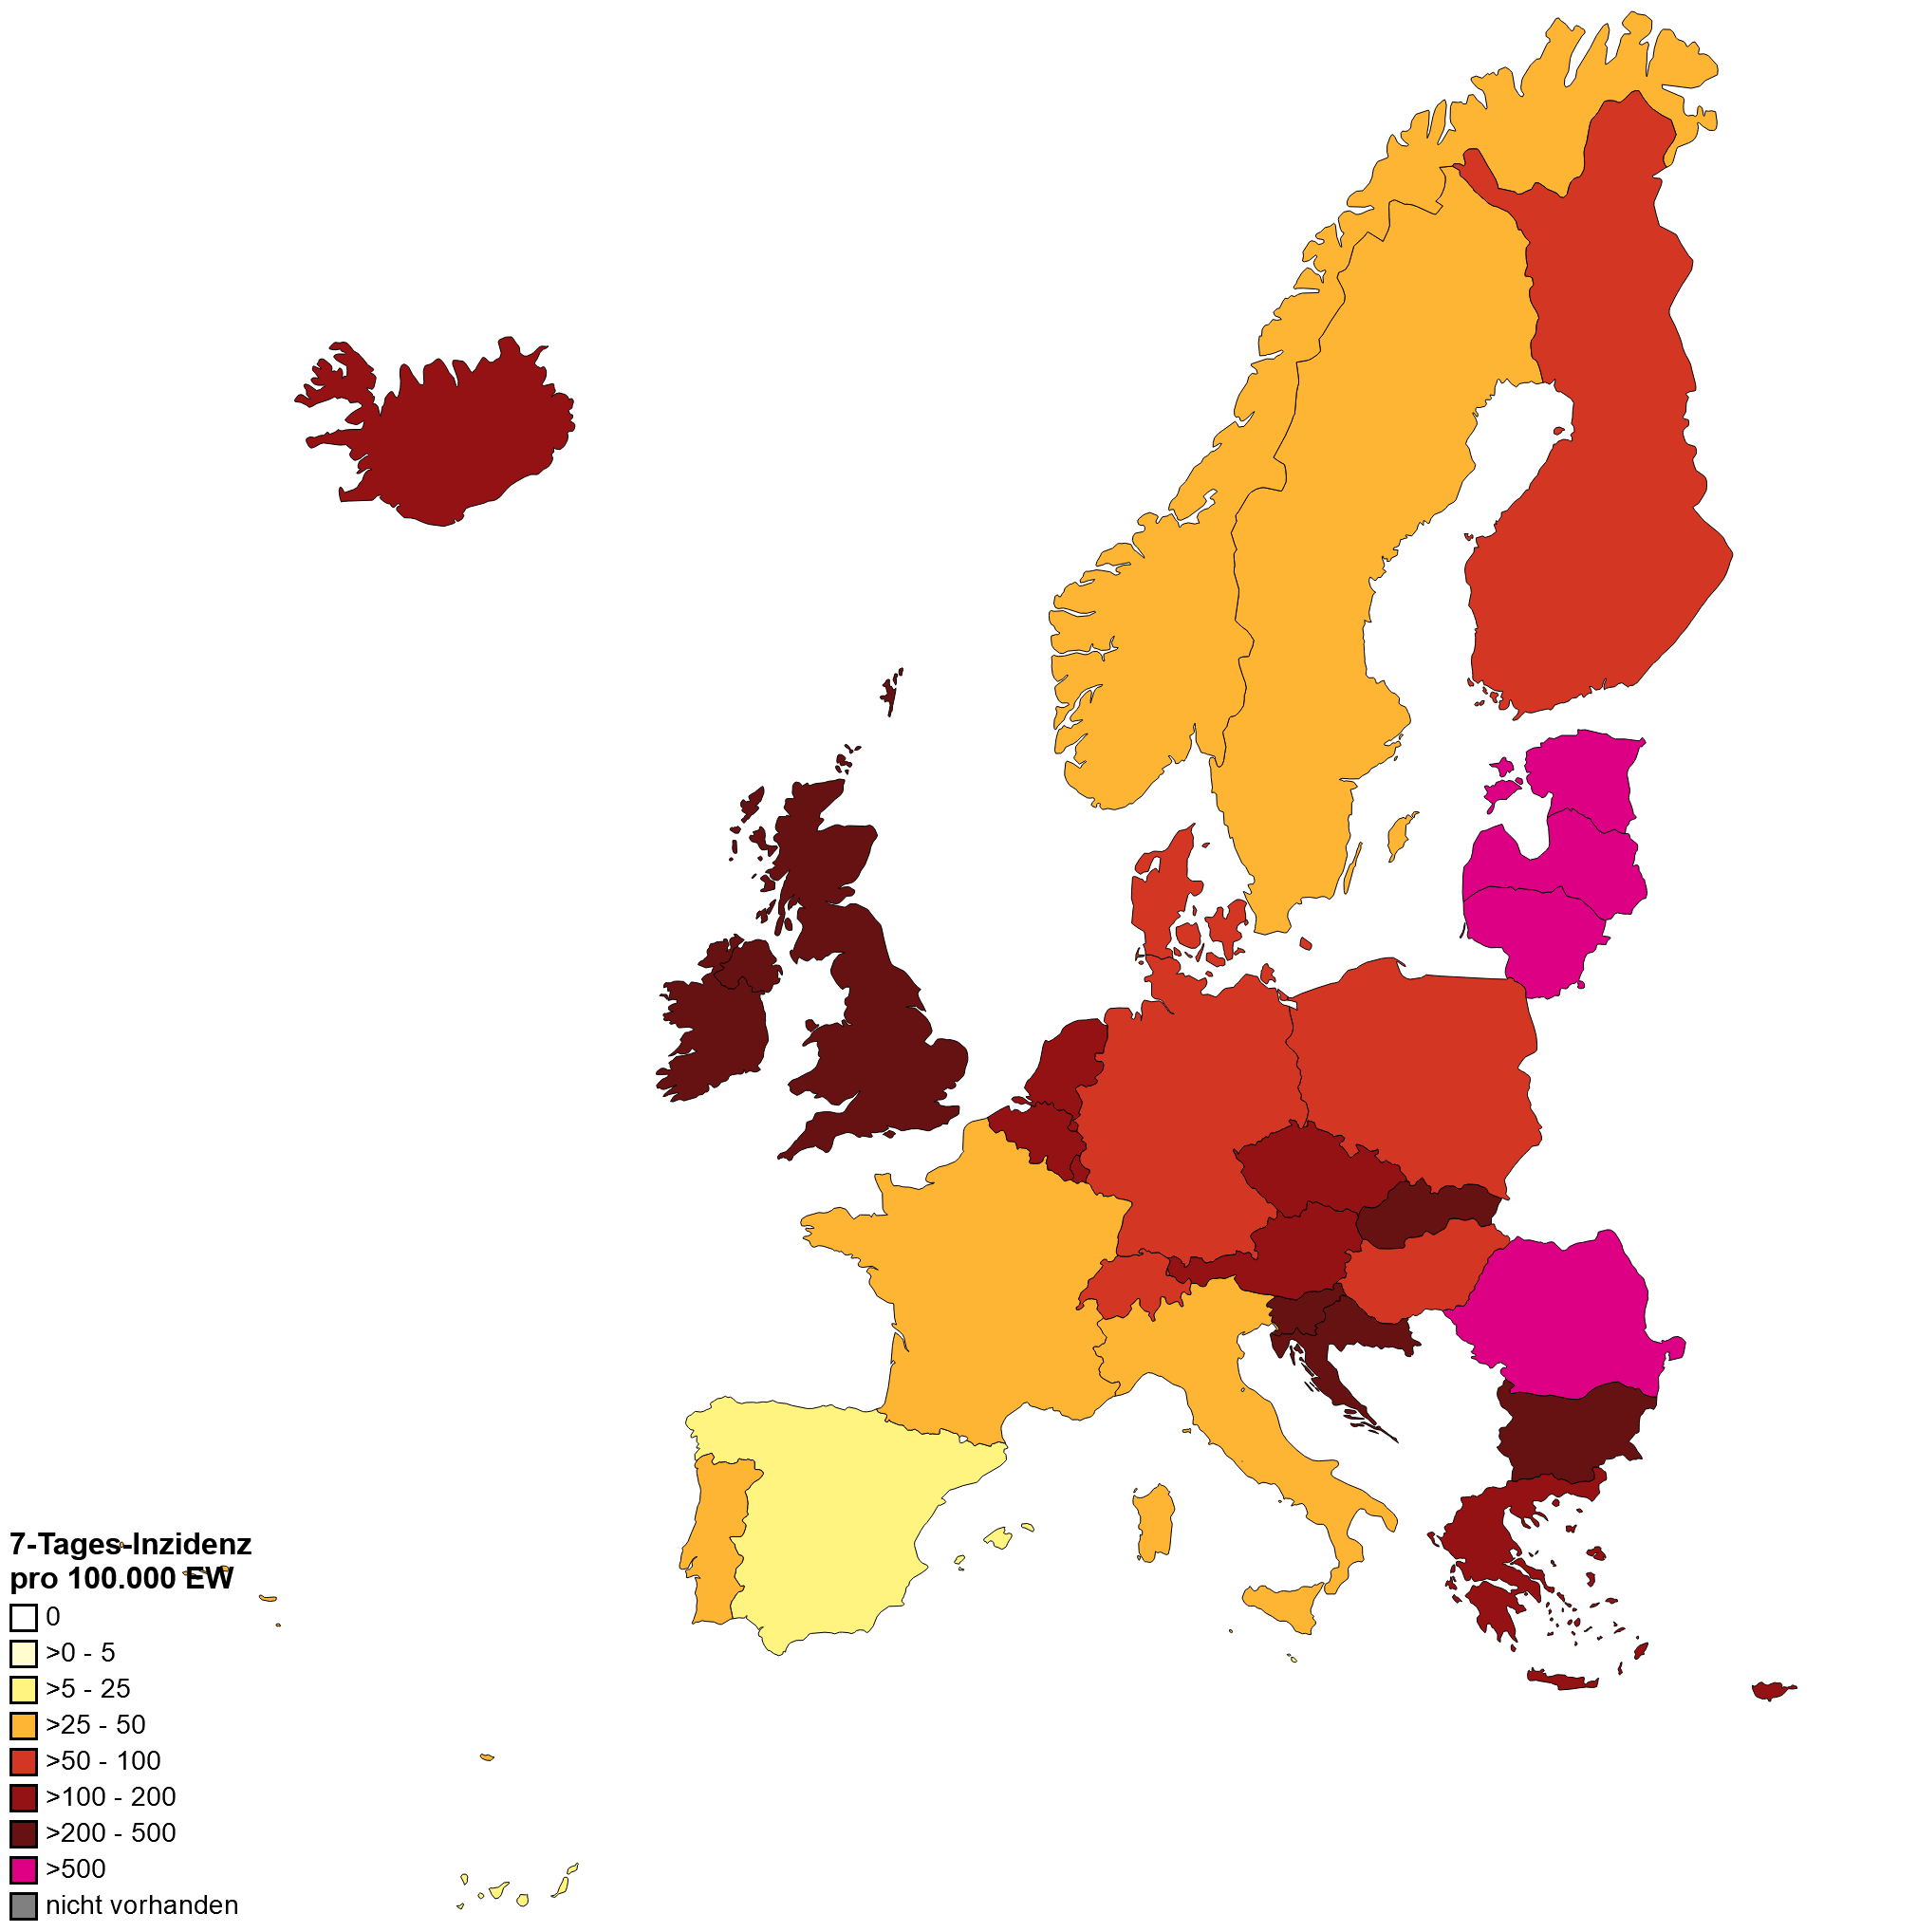 7-Tages-Inzidenz
pro 100.000 EW
0
>0 - 5
>5 - 25
>25 - 50
>50 - 100
>100 - 200
>200 - 500
>500
nicht vorhanden